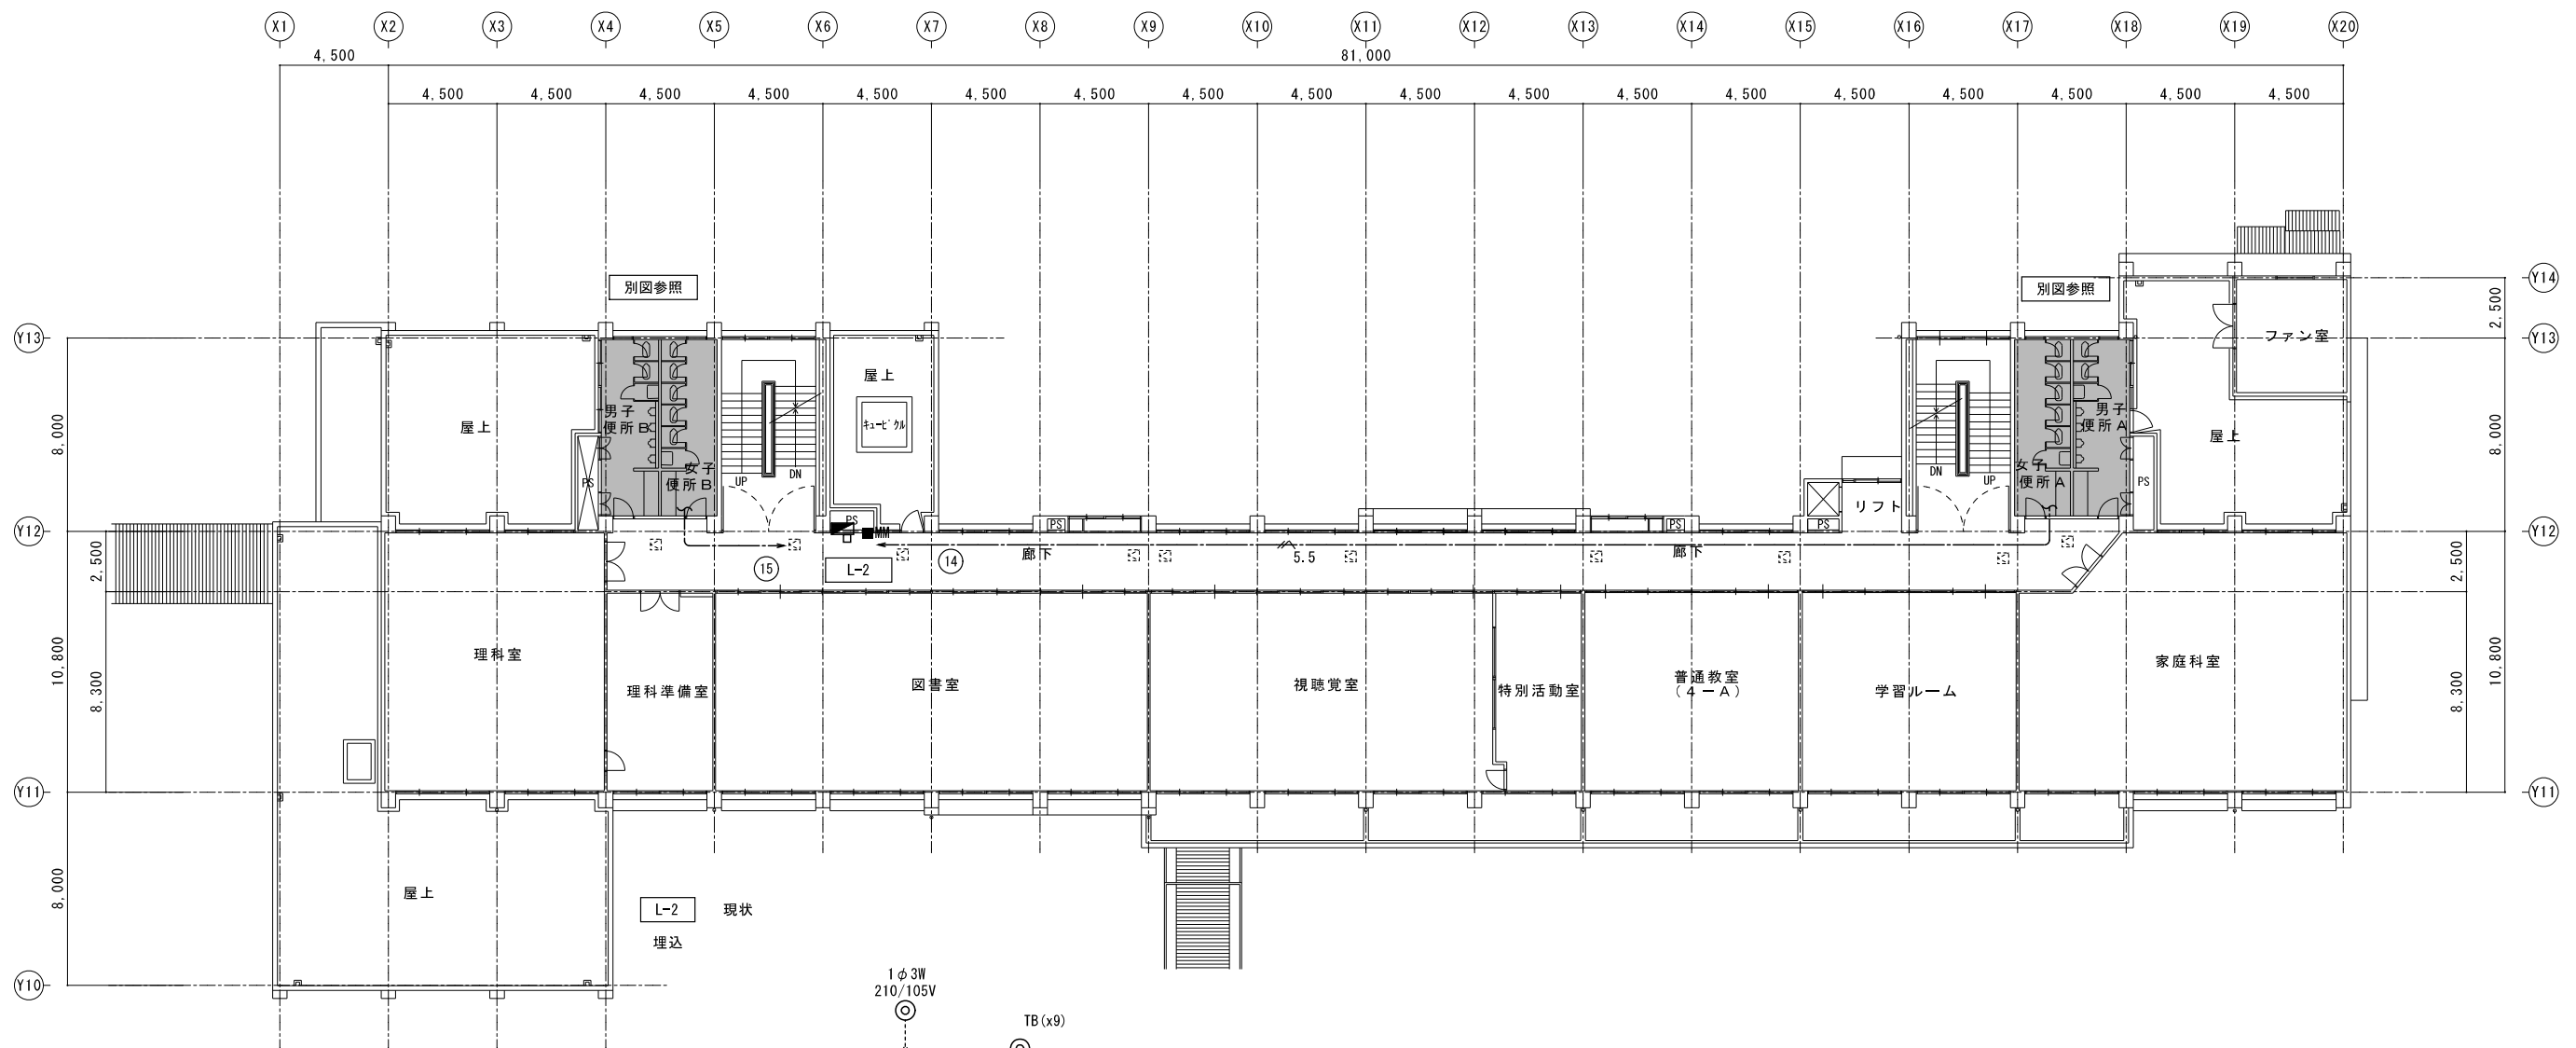 X1 X2 X3 X4 X5 X6 X7 X8 X9 X10 X11 X12 X13 X14 X15 X16 X17 X18 X19 X20
4,500 81,000
4,500 4,500 4,500 4,500 4,500 4,500 4,500 4,500 4,500 4,500 4,500 4,500 4,500 4,500 4,500 4,500 4,500 4,500
別図参照 別図参照 Y14
2,500
Y13 ファン室 Y13
屋上
男子 男子
便所B キュービクル 便所A
8,000 屋上 屋上 8,000
女子 女子
便所B 便所A
UP DN DN UP
PS PS
リフト
PS PS PS PS
Y12 MM Y12
廊下 5.5 廊下
2,500 15 L-2 14 2,500
理科室 家庭科室
10,800 理科準備室 図書室 視聴覚室 特別活動室 普通教室 学習ルーム 10,800
(4-A)
8,300 8,300
Y11 Y11
8,000 屋上
L-2 現状
埋込
Y10
1φ3W
210/105V
TB(x9)